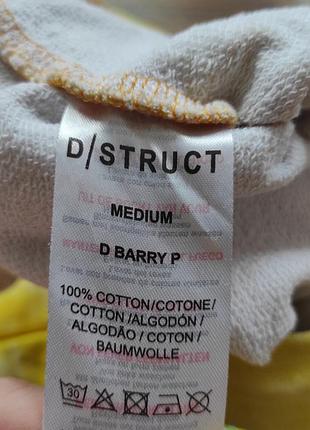 D/STRUCT
MEDIUM
D BARRY P
100% COTTON/COTONE/
COTTON /ALGODÓN /
ALGODÃO / COTON /
BAUMWOLLE
30